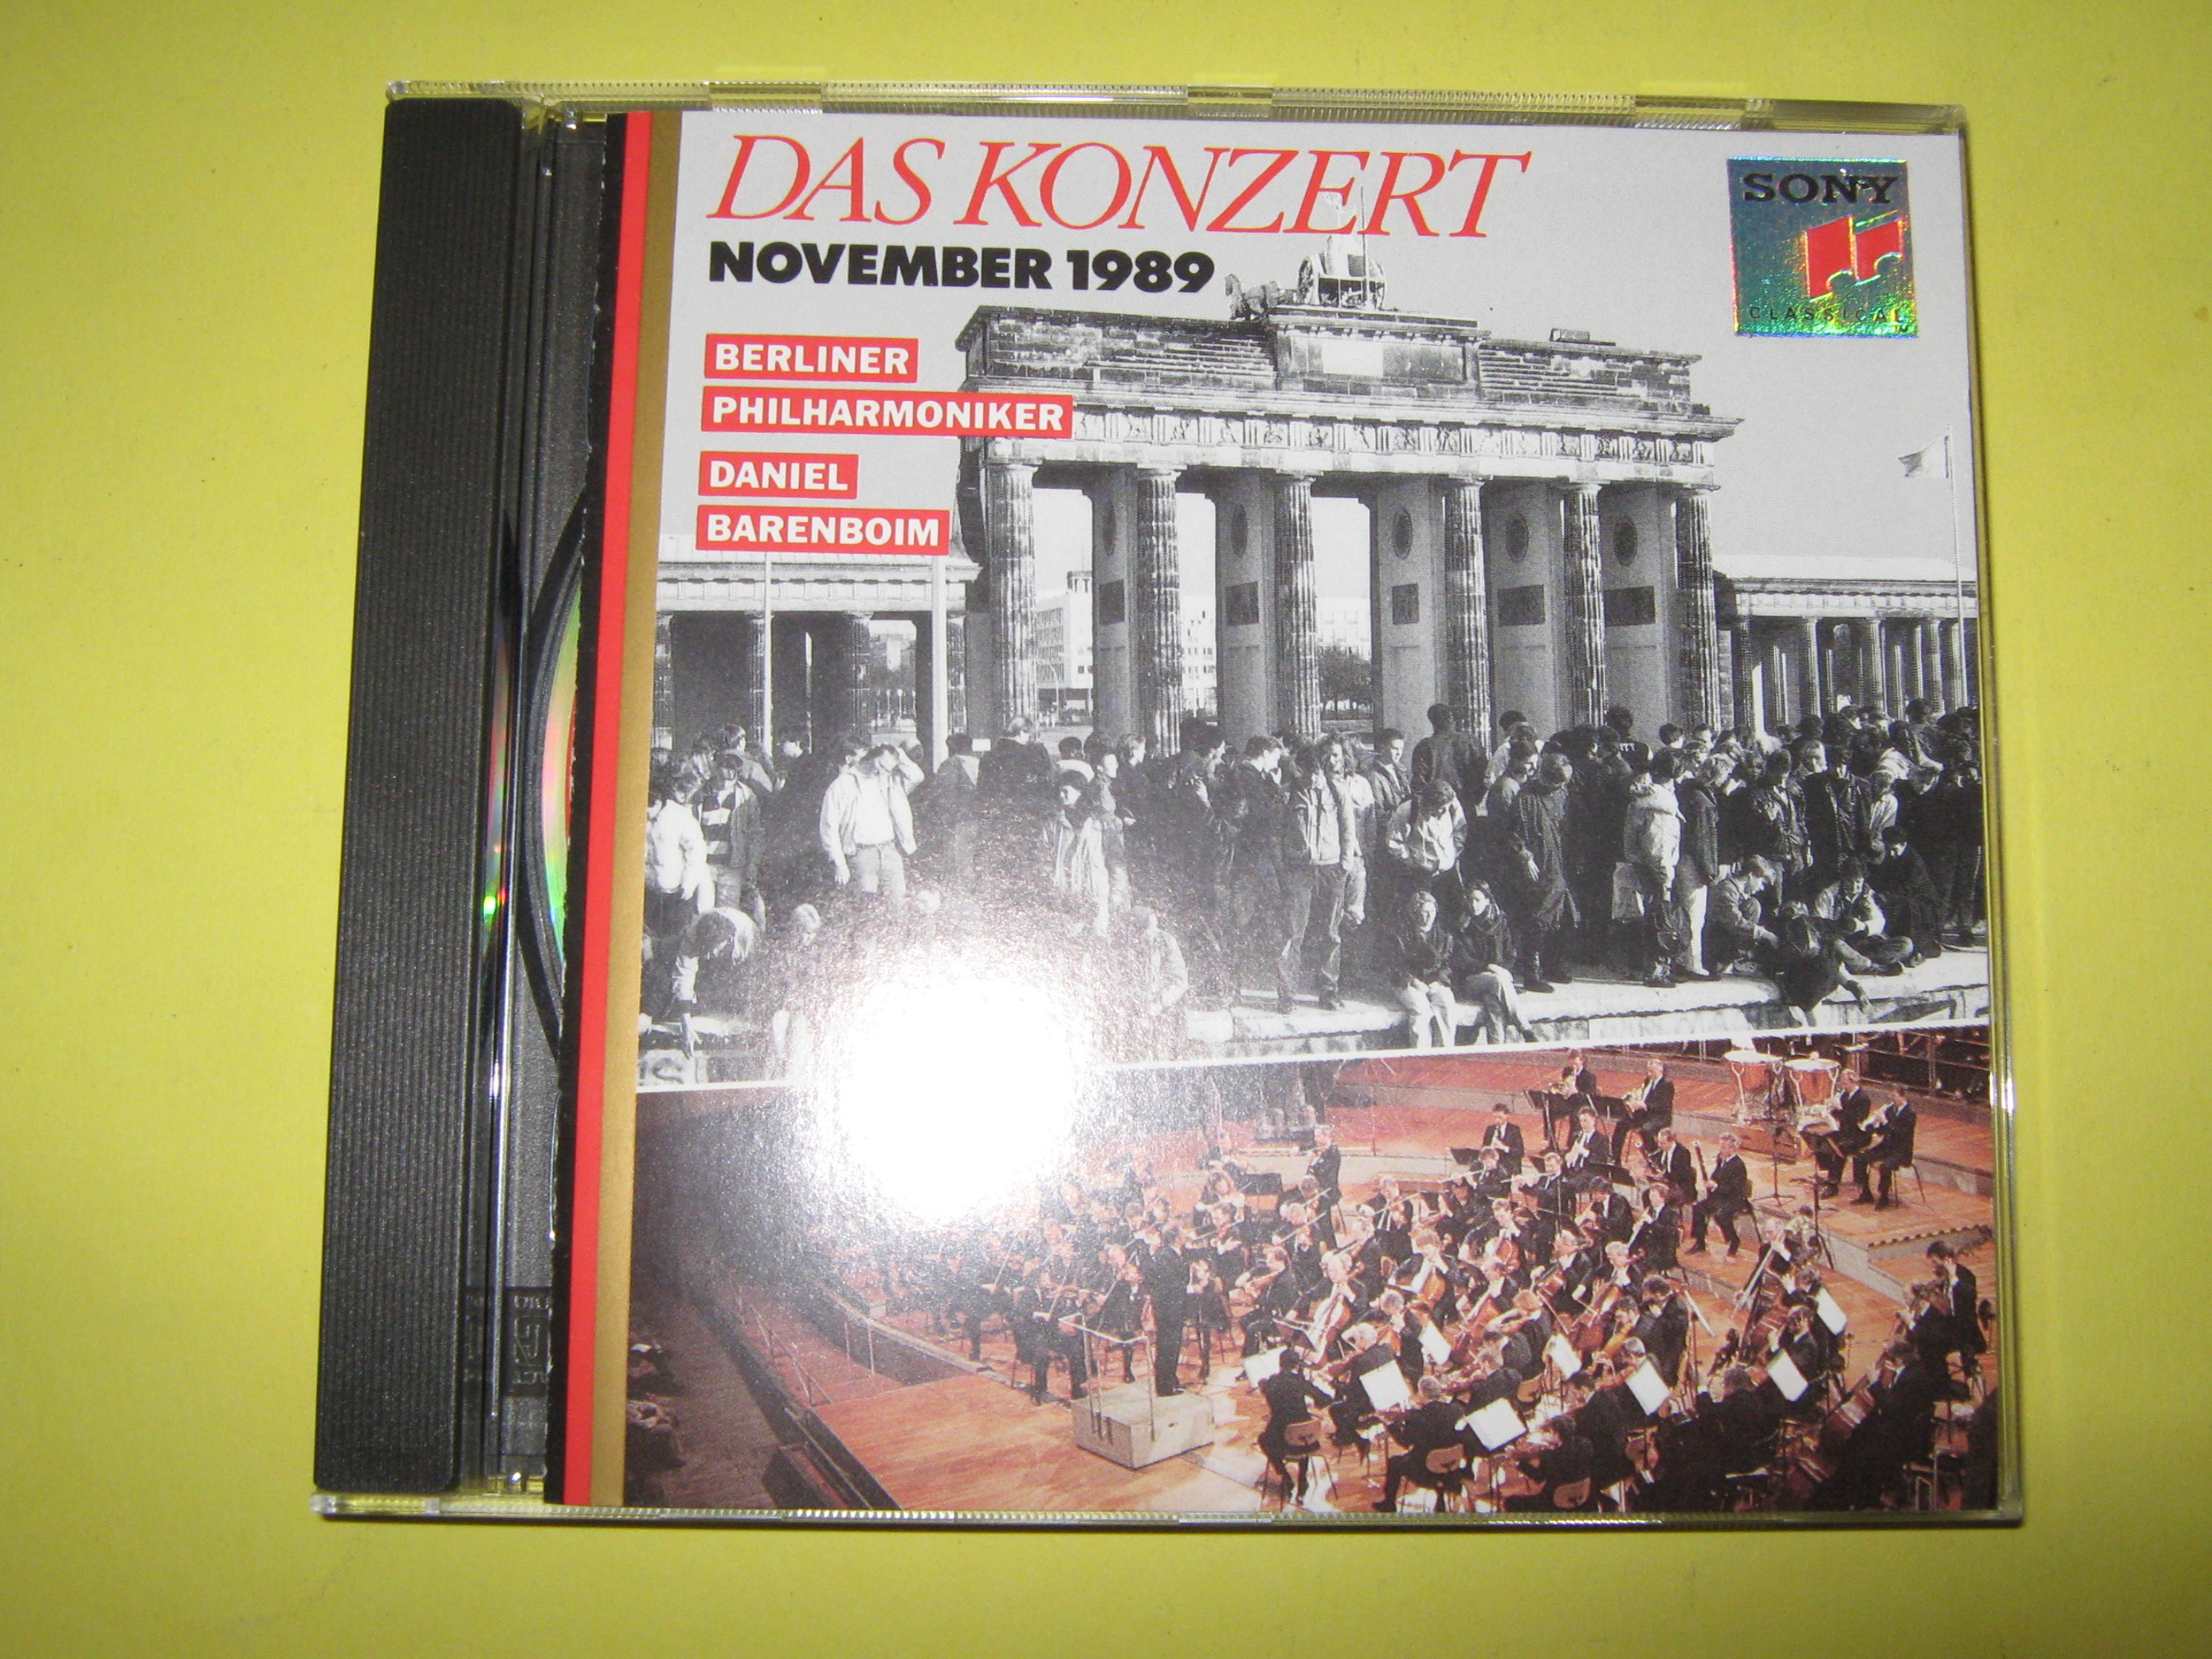 DAS KONZERT
NOVEMBER 1989
BERLINER
PHILHARMONIKER
DANIEL
BARENBOIM
SONY
CLASSICAL